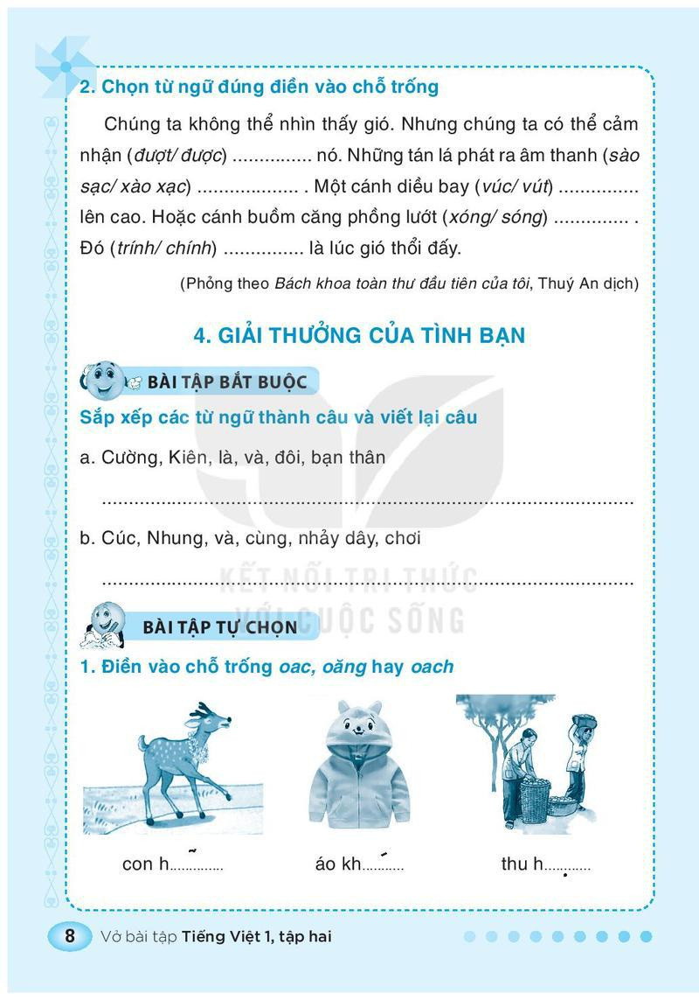 2. Chọn từ ngữ đúng điền vào chỗ trống
Chúng ta không thể nhìn thấy gió. Nhưng chúng ta có thể cảm
nhận (đượt/ được) ............... nó. Những tán lá phát ra âm thanh (sào
sạc/ xào xạc) ................... . Một cánh diều bay (vúc/ vút) ...............
lên cao. Hoặc cánh buồm căng phồng lướt (xóng/ sóng) .............. .
Đó (trính/ chính) ............... là lúc gió thổi đấy.
(Phỏng theo Bách khoa toàn thư đầu tiên của tôi, Thuý An dịch)
4. GIẢI THƯỞNG CỦA TÌNH BẠN
BÀI TẬP BẮT BUỘC
Sắp xếp các từ ngữ thành câu và viết lại câu
a. Cường, Kiên, là, và, đôi, bạn thân
...................................................................................................
b. Cúc, Nhung, và, cùng, nhảy dây, chơi
...................................................................................................
KẾT NỐI TRI THỨC
VỚI CUỘC SỐNG
BÀI TẬP TỰ CHỌN
1. Điền vào chỗ trống oac, oăng hay oach
con h..............
áo kh...........
thu h............
8 Vở bài tập Tiếng Việt 1, tập hai